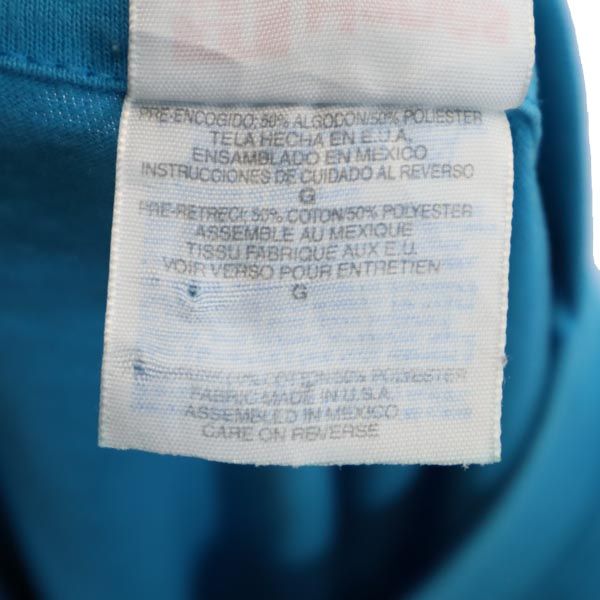 PRE-ENCOGIDO; 50% ALGODON/50% POLIESTER
TELA HECHA EN E.U.A.
ENSAMBLADO EN MEXICO
INSTRUCCIONES DE CUIDADO AL REVERSO
G
PRE-RETRECI; 50% COTON/50% POLYESTER
ASSEMBLE AU MEXIQUE
TISSU FABRIQUE AUX E.U.
VOIR VERSO POUR ENTRETIEN
G
COTTON/50% POLYESTER
FABRIC MADE IN U.S.A.
ASSEMBLED IN MEXICO
CARE ON REVERSE